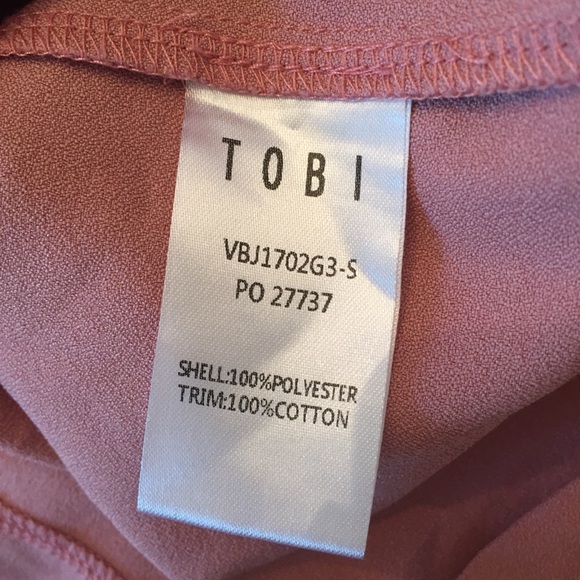 TOBI
VBJ1702G3-S
PO 27737
SHELL:100%POLYESTER
TRIM:100%COTTON